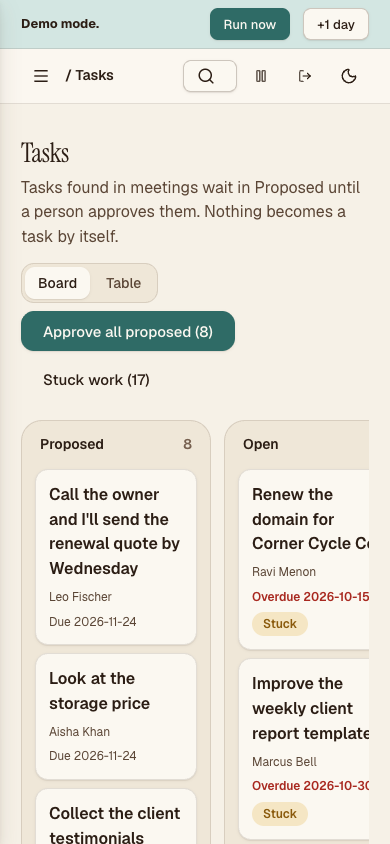 Demo mode.
Run now
+1 day
/ Tasks
Tasks
Tasks found in meetings wait in Proposed until
a person approves them. Nothing becomes a
task by itself.
Board
Table
Approve all proposed (8)
Stuck work (17)
Proposed
8
Call the owner
and I'll send the
renewal quote by
Wednesday
Leo Fischer
Due 2026-11-24
Look at the
storage price
Aisha Khan
Due 2026-11-24
Collect the client
testimonials
Open
Renew the
domain for
Corner Cycle
Ravi Menon
Overdue 2026-10-15
Stuck
Improve the
weekly client
report template
Marcus Bell
Overdue 2026-10-30
Stuck